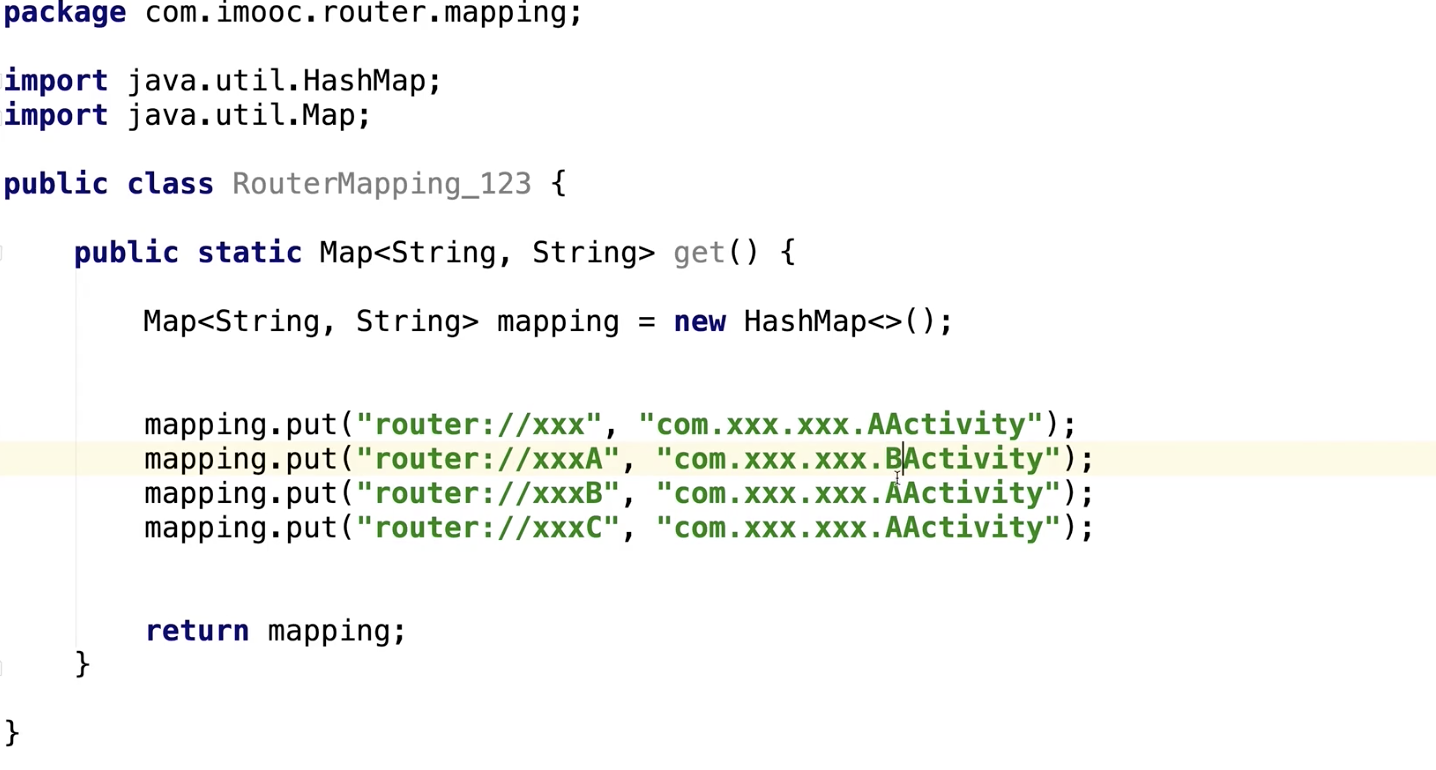 package com.imooc.router.mapping;
import java.util.HashMap;
import java.util.Map;
public class RouterMapping_123 {
public static Map<String, String> get() {
Map<String, String> mapping = new HashMap<>();
mapping.put("router://xxx", "com.xxx.xxx.AActivity");
mapping.put("router://xxxA", "com.xxx.xxx.BActivity");
mapping.put("router://xxxB", "com.xxx.xxx.AActivity");
mapping.put("router://xxxC", "com.xxx.xxx.AActivity");
return mapping;
}
}